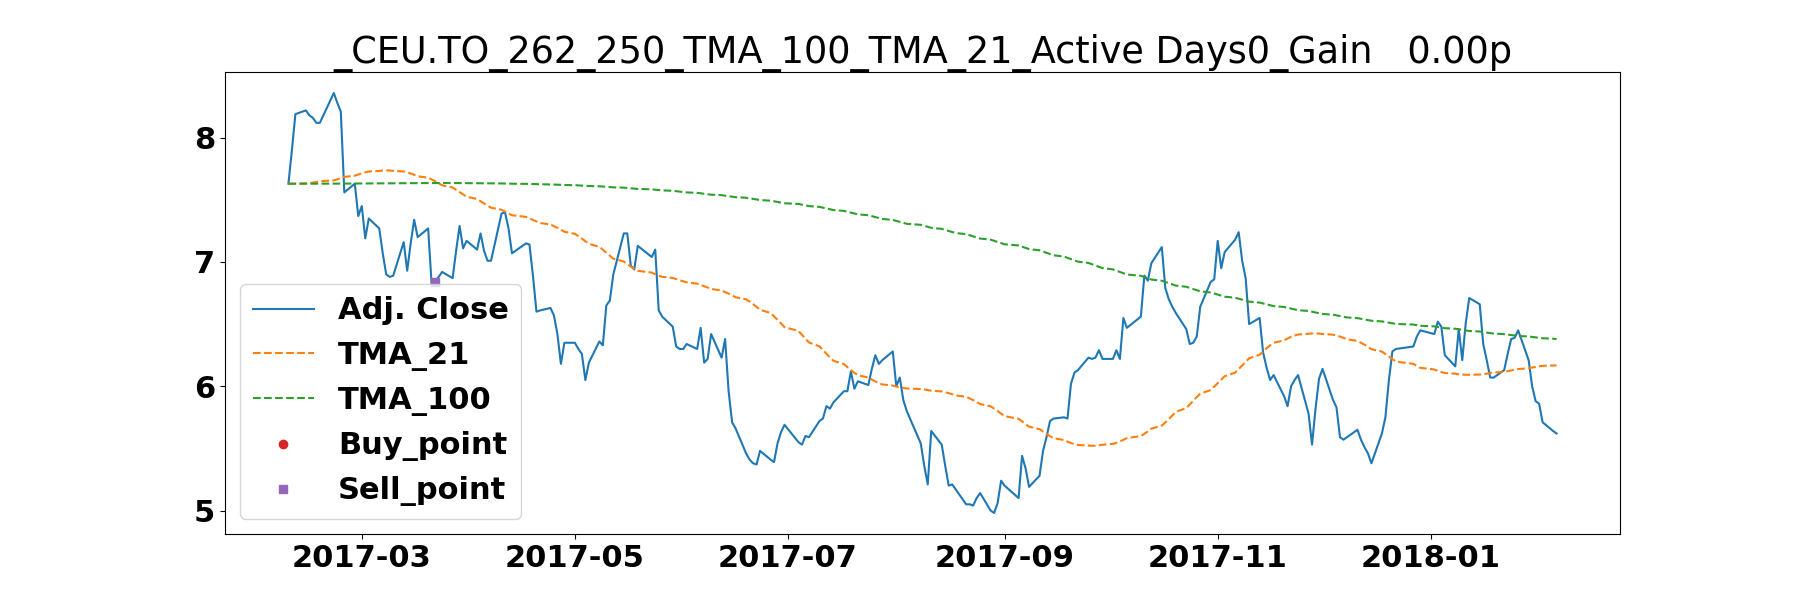 _CEU.TO_262_250_TMA_100_TMA_21_Active Days0_Gain   0.00p
8
7
6
5
Adj. Close
TMA_21
TMA_100
Buy_point
Sell_point
2017-03 2017-05 2017-07 2017-09 2017-11 2018-01